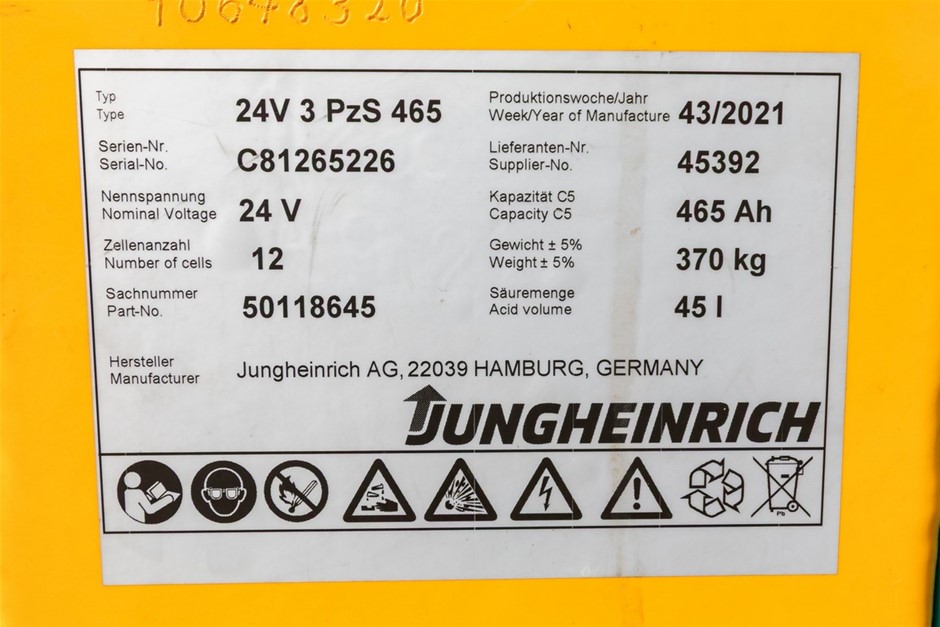 10648320
Typ
Type
24V 3 PzS 465
Produktionswoche/Jahr
Week/Year of Manufacture
43/2021
Serien-Nr.
Serial-No.
C81265226
Lieferanten-Nr.
Supplier-No.
45392
Nennspannung
Nominal Voltage
24 V
Kapazität C5
Capacity C5
465 Ah
Zellenanzahl
Number of cells
12
Gewicht ± 5%
Weight ± 5%
370 kg
Sachnummer
Part-No.
50118645
Säuremenge
Acid volume
45 l
Hersteller
Manufacturer
Jungheinrich AG, 22039 HAMBURG, GERMANY
JUNGHEINRICH
Pb